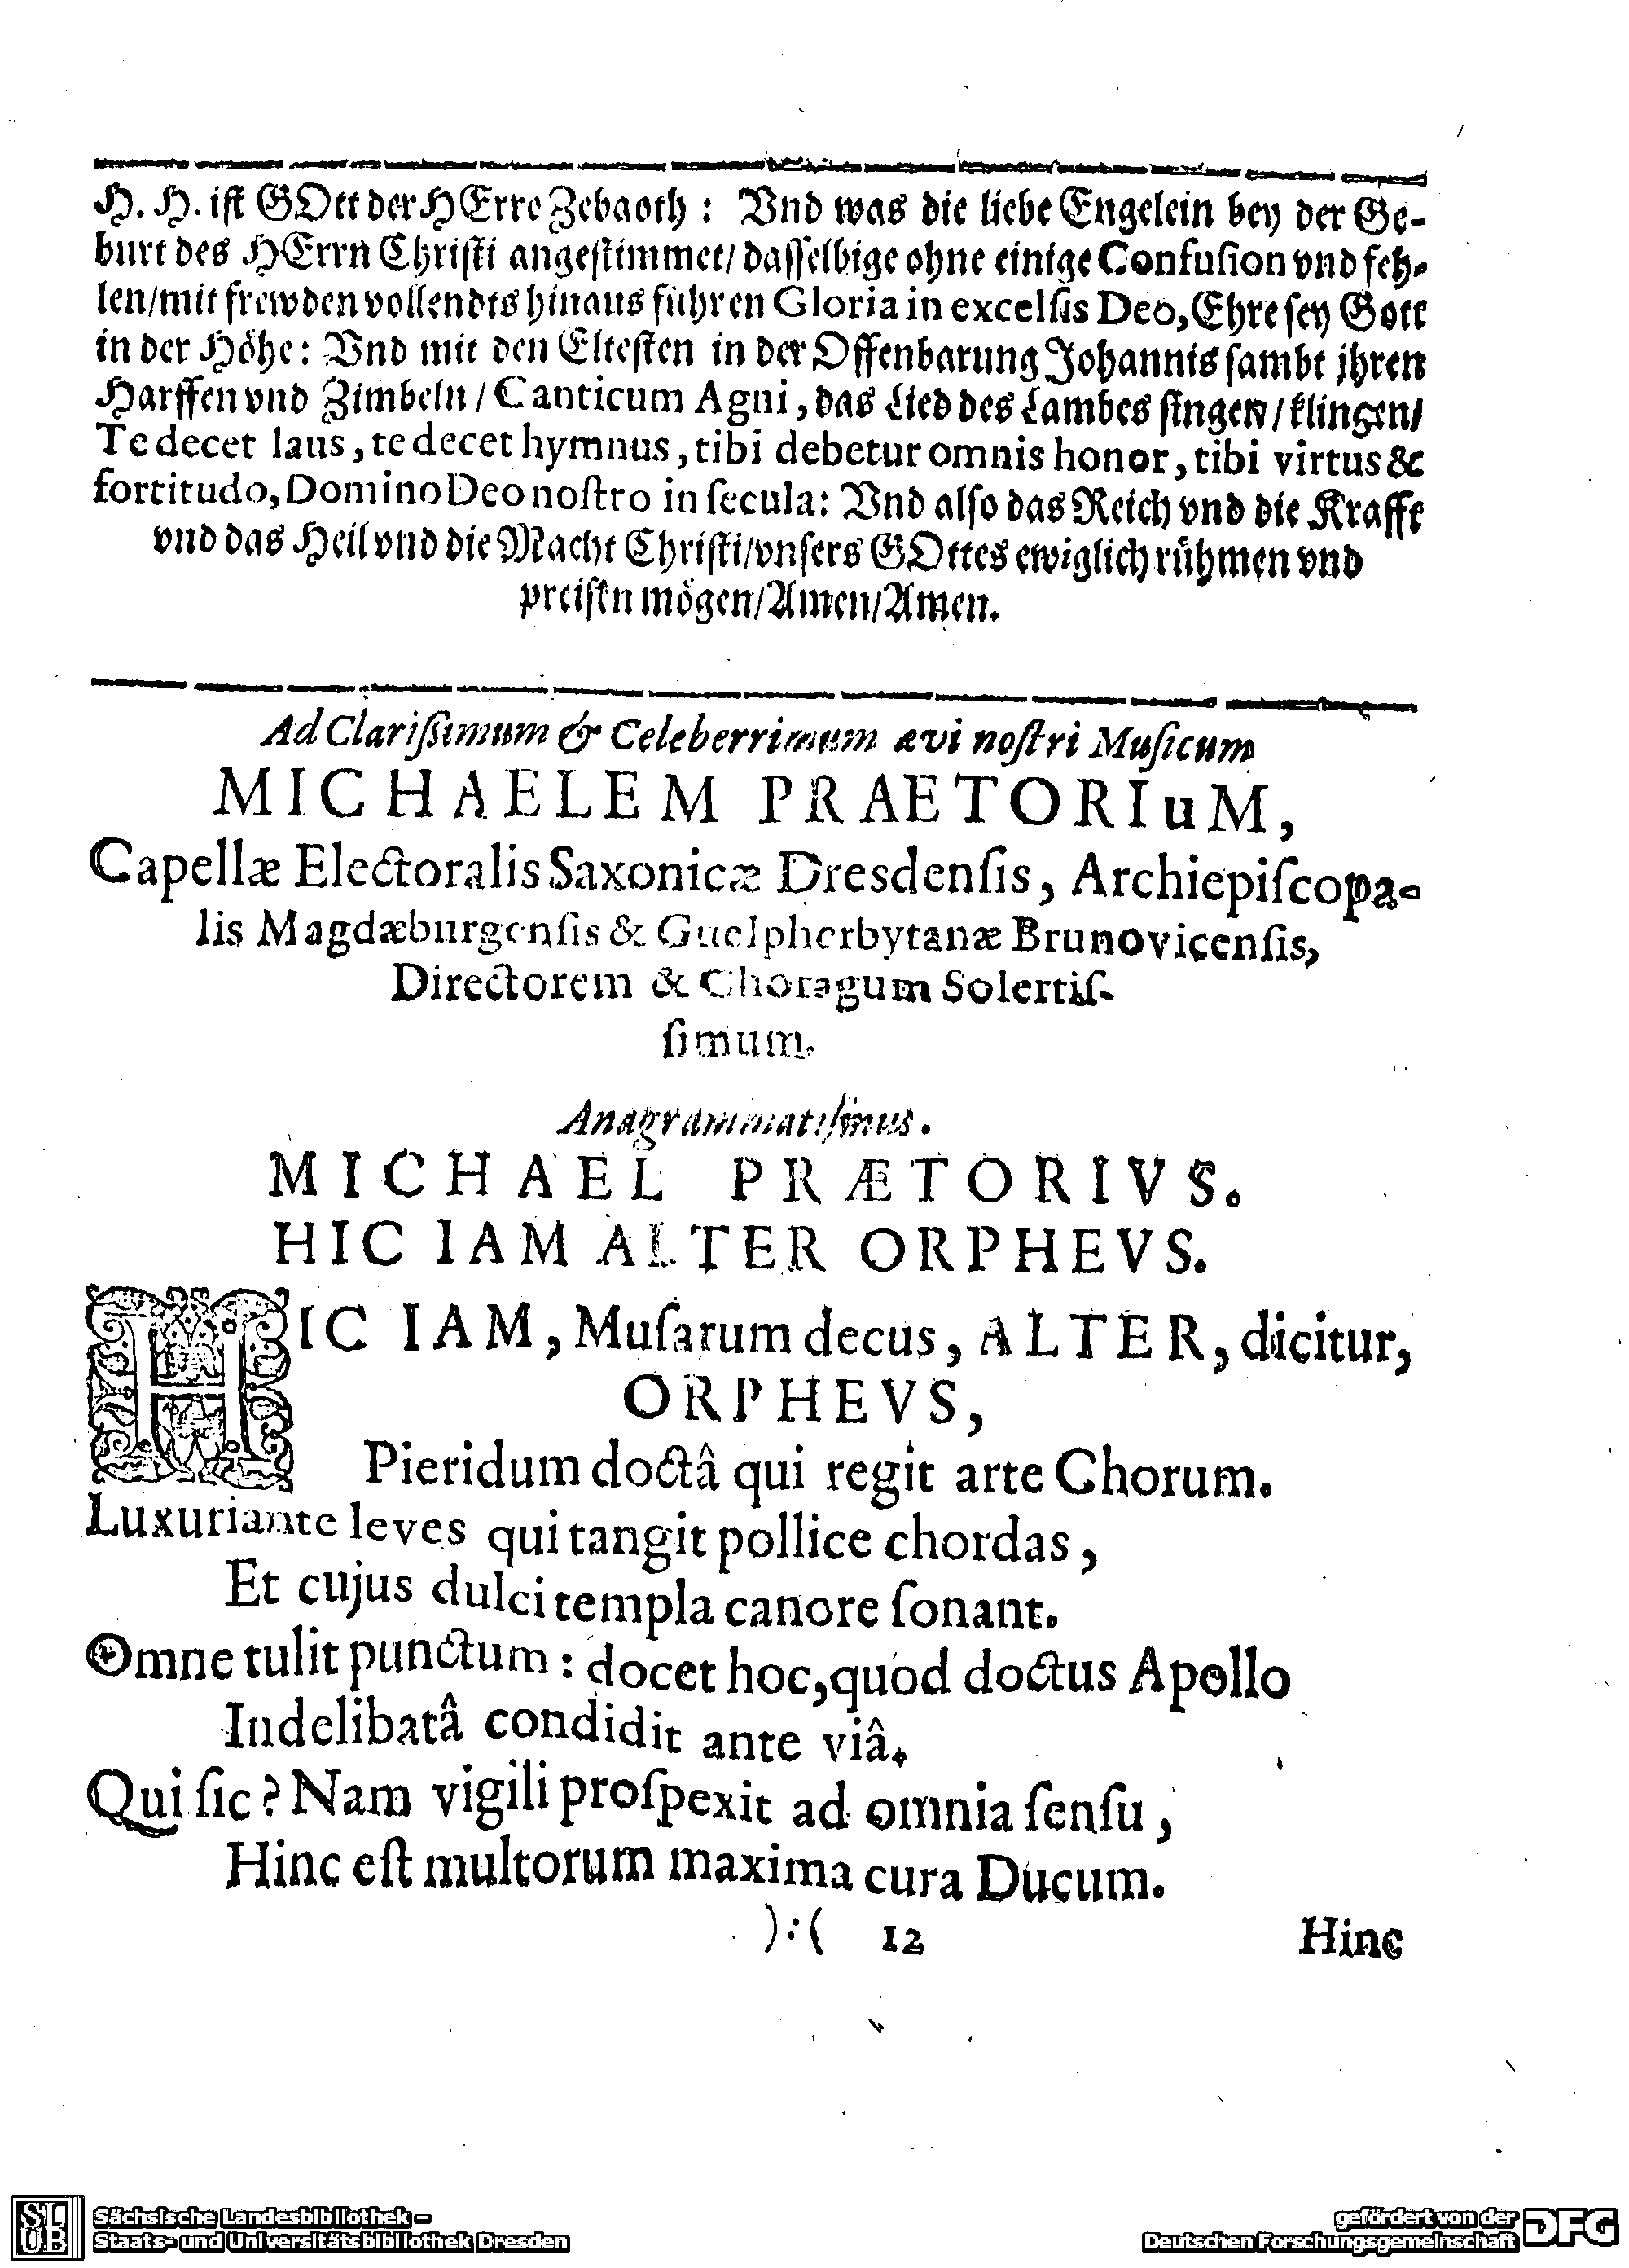 H. H. ist GOtt der HErre Zebaoth: Vnd was die liebe Engelein bey der Ge-
burt des HErrn Christi angestimmet/ dasselbige ohne einige Confusion vnd feh-
len/mit frewden vollendts hinaus führen Gloria in excelsis Deo, Ehre sey Gott
in der Höhe: Vnd mit den Eltesten in der Offenbarung Johannis sambt jhren
Harffen vnd Zimbeln/ Canticum Agni, das Lied des Lambes singen/ klingen/
Te decet laus, te decet hymnus, tibi debetur omnis honor, tibi virtus &
fortitudo, Domino Deo nostro in secula: Vnd also das Reich vnd die Krafft
vnd das Heil vnd die Macht Christi/vnsers GOttes ewiglich rühmen vnd
preisen mögen/Amen/Amen.
Ad Clarissimum & Celeberrimum ævi nostri Musicum
MICHAELEM PRAETORIuM,
Capellæ Electoralis Saxonicæ Dresdensis, Archiepiscopa-
lis Magdæburgensis & Guelpherbytanæ Brunovicensis,
Directorem & Choragum Solertis-
simum.
Anagrammatismus.
MICHAEL PRÆTORIVS.
HIC IAM ALTER ORPHEVS.
HIC IAM, Musarum decus, ALTER, dicitur,
ORPHEVS,
Pieridum doctâ qui regit arte Chorum.
Luxuriante leves qui tangit pollice chordas,
Et cujus dulci templa canore sonant.
Omne tulit punctum: docet hoc, quod doctus Apollo
Indelibatâ condidit ante viâ.
Qui sic? Nam vigili prospexit ad omnia sensu,
Hinc est multorum maxima cura Ducum.
):( 12 Hinc
SLUB Sächsische Landesbibliothek –
Staats- und Universitätsbibliothek Dresden
gefördert von der
Deutschen Forschungsgemeinschaft DFG